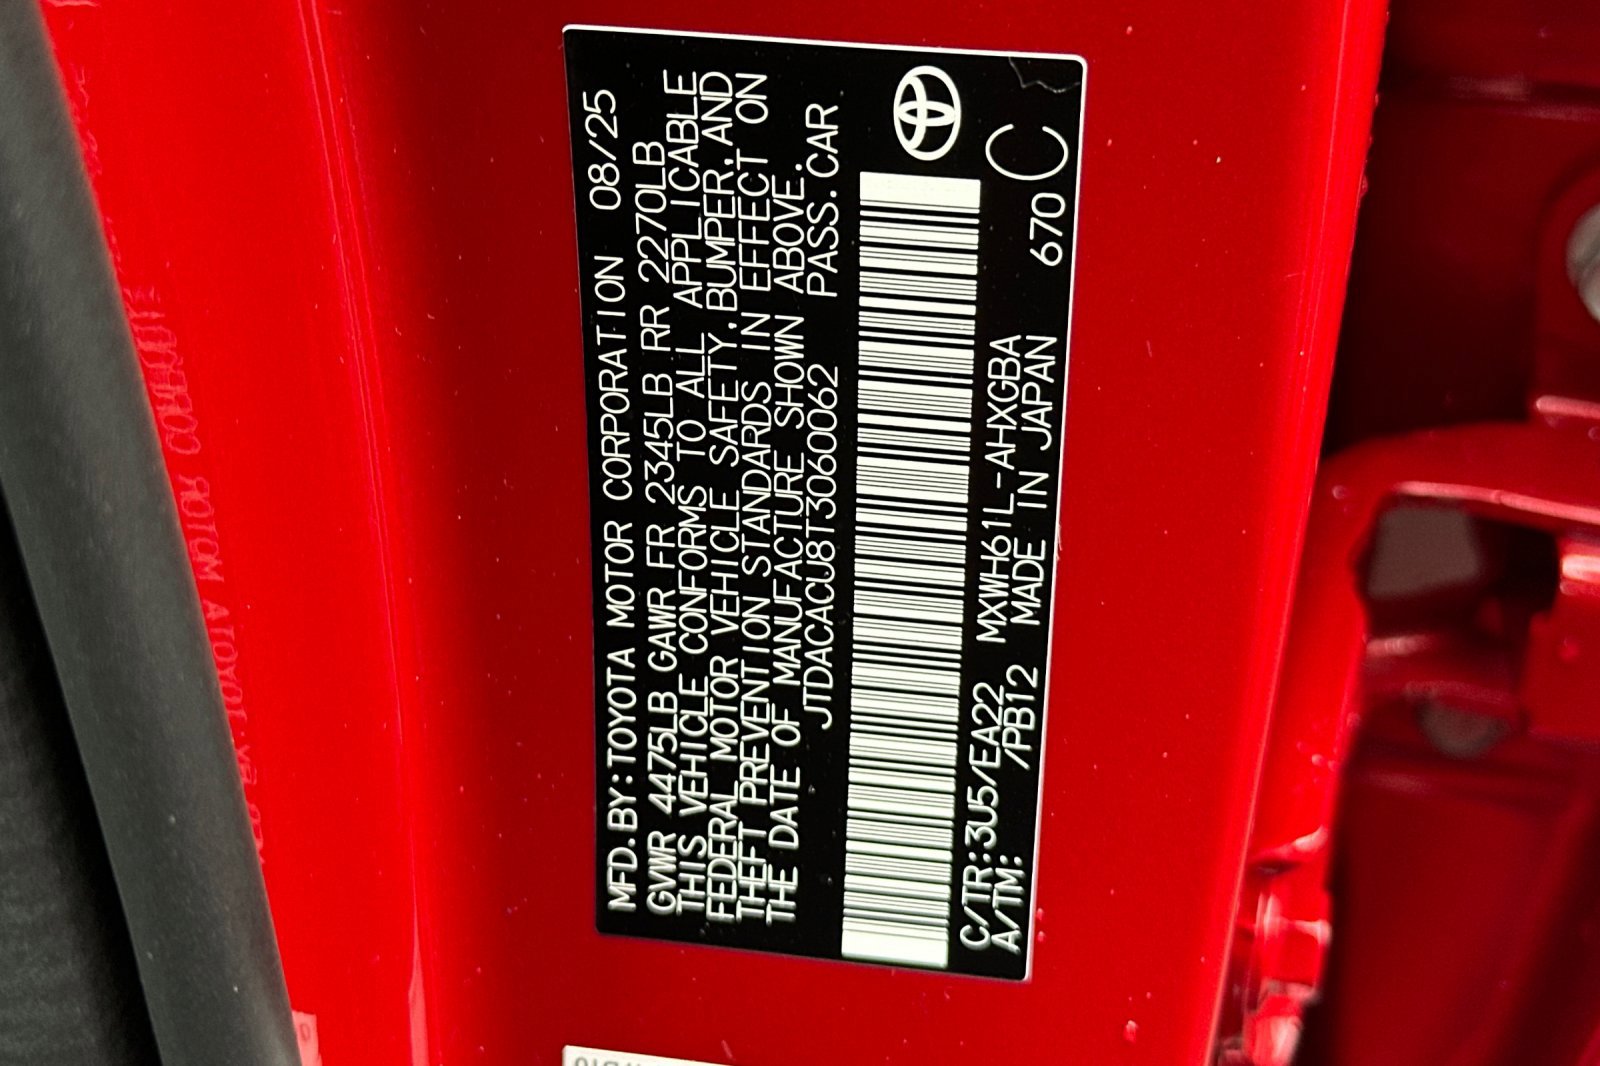 MFD.BY:TOYOTA MOTOR CORPORATION 08/25
GVWR 4475LB GAWR FR 2345LB RR 2270LB
THIS VEHICLE CONFORMS TO ALL APPLICABLE
FEDERAL MOTOR VEHICLE SAFETY,BUMPER,AND
THEFT PREVENTION STANDARDS IN EFFECT ON
THE DATE OF MANUFACTURE SHOWN ABOVE.
JTDACACU8T3060062 PASS.CAR
C/TR:3U5/EA22 MXWH61L-AHXGBA 670 C
A/TM: /PB12 MADE IN JAPAN